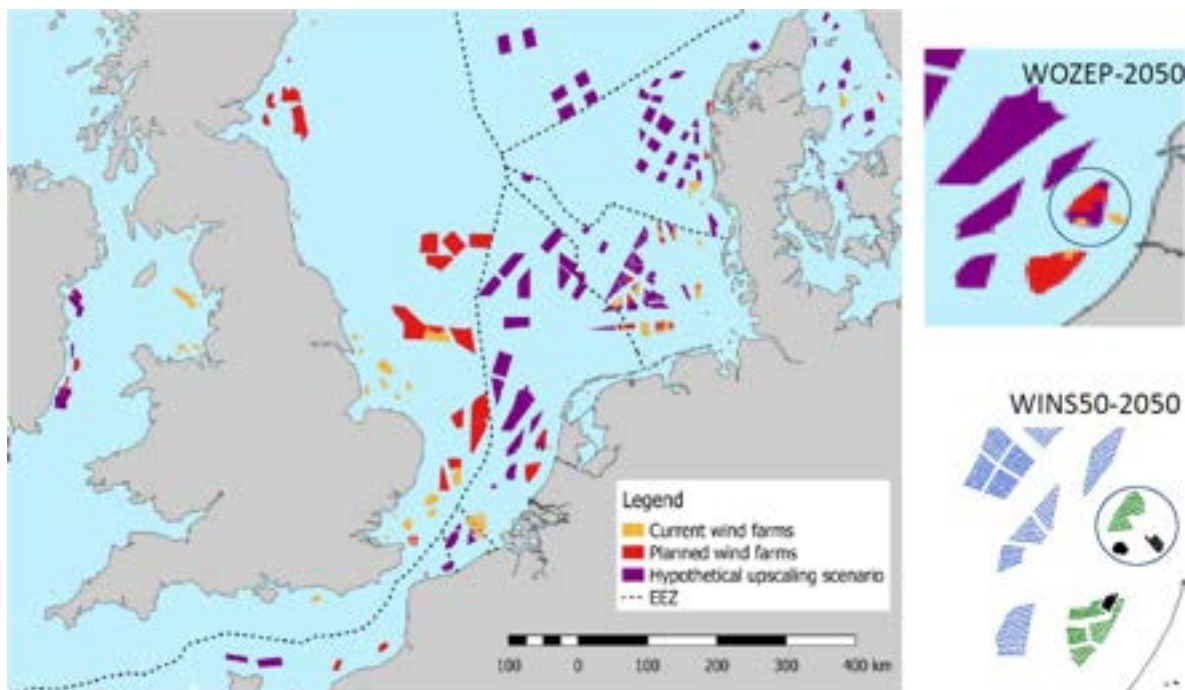 WOZEP-2050
WINS50-2050
Legend
Current wind farms
Planned wind farms
Hypothetical upscaling scenario
EEZ
100 0 100 200 300 400 km